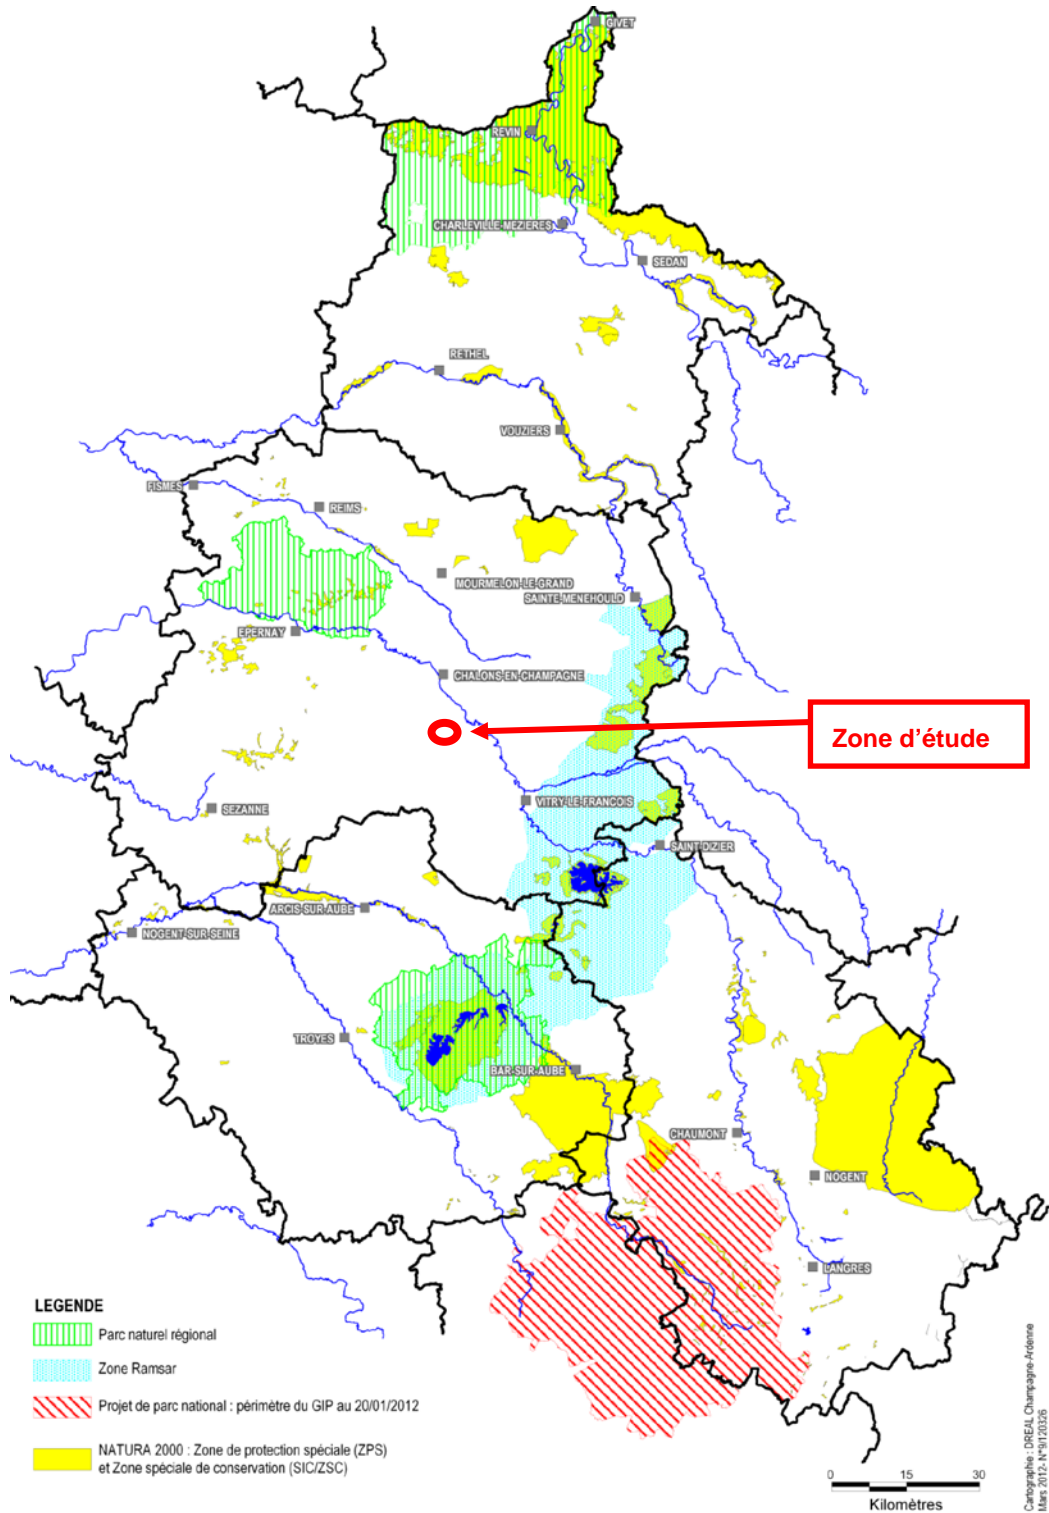 GIVET
REVIN
CHARLEVILLE-MEZIERES
SEDAN
RETHEL
VOUZIERS
FISMES
REIMS
MOURMELON-LE-GRAND
SAINTE-MENEHOULD
EPERNAY
CHALONS-EN-CHAMPAGNE
Zone d'étude
VITRY-LE-FRANCOIS
SEZANNE
SAINT-DIZIER
ARCIS-SUR-AUBE
NOGENT-SUR-SEINE
TROYES
BAR-SUR-AUBE
CHAUMONT
NOGENT
LANGRES
LEGENDE
Parc naturel régional
Zone Ramsar
Projet de parc national : périmètre du GIP au 20/01/2012
NATURA 2000 : Zone de protection spéciale (ZPS)
et Zone spéciale de conservation (SIC/ZSC)
0 15 30
Kilomètres
Cartographie : DREAL Champagne-Ardenne
Mars 2012- N°9/120326